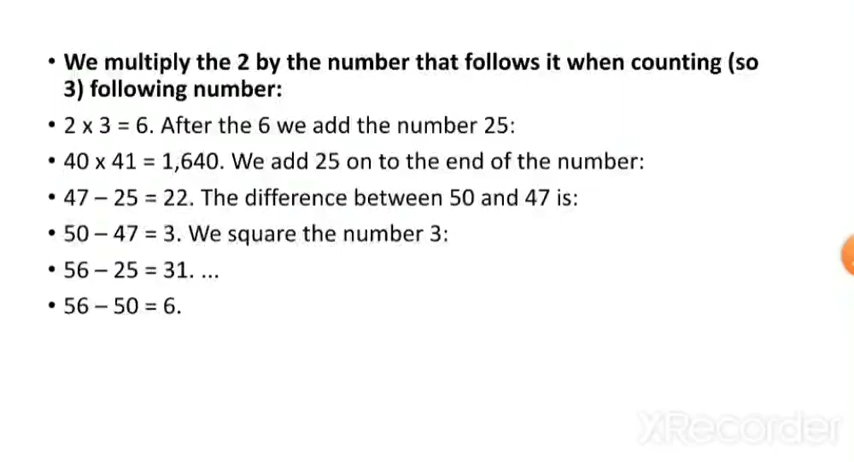 • We multiply the 2 by the number that follows it when counting (so
3) following number:
• 2 x 3 = 6. After the 6 we add the number 25:
• 40 x 41 = 1,640. We add 25 on to the end of the number:
• 47 – 25 = 22. The difference between 50 and 47 is:
• 50 – 47 = 3. We square the number 3:
• 56 – 25 = 31. ...
• 56 – 50 = 6.
XRecorder